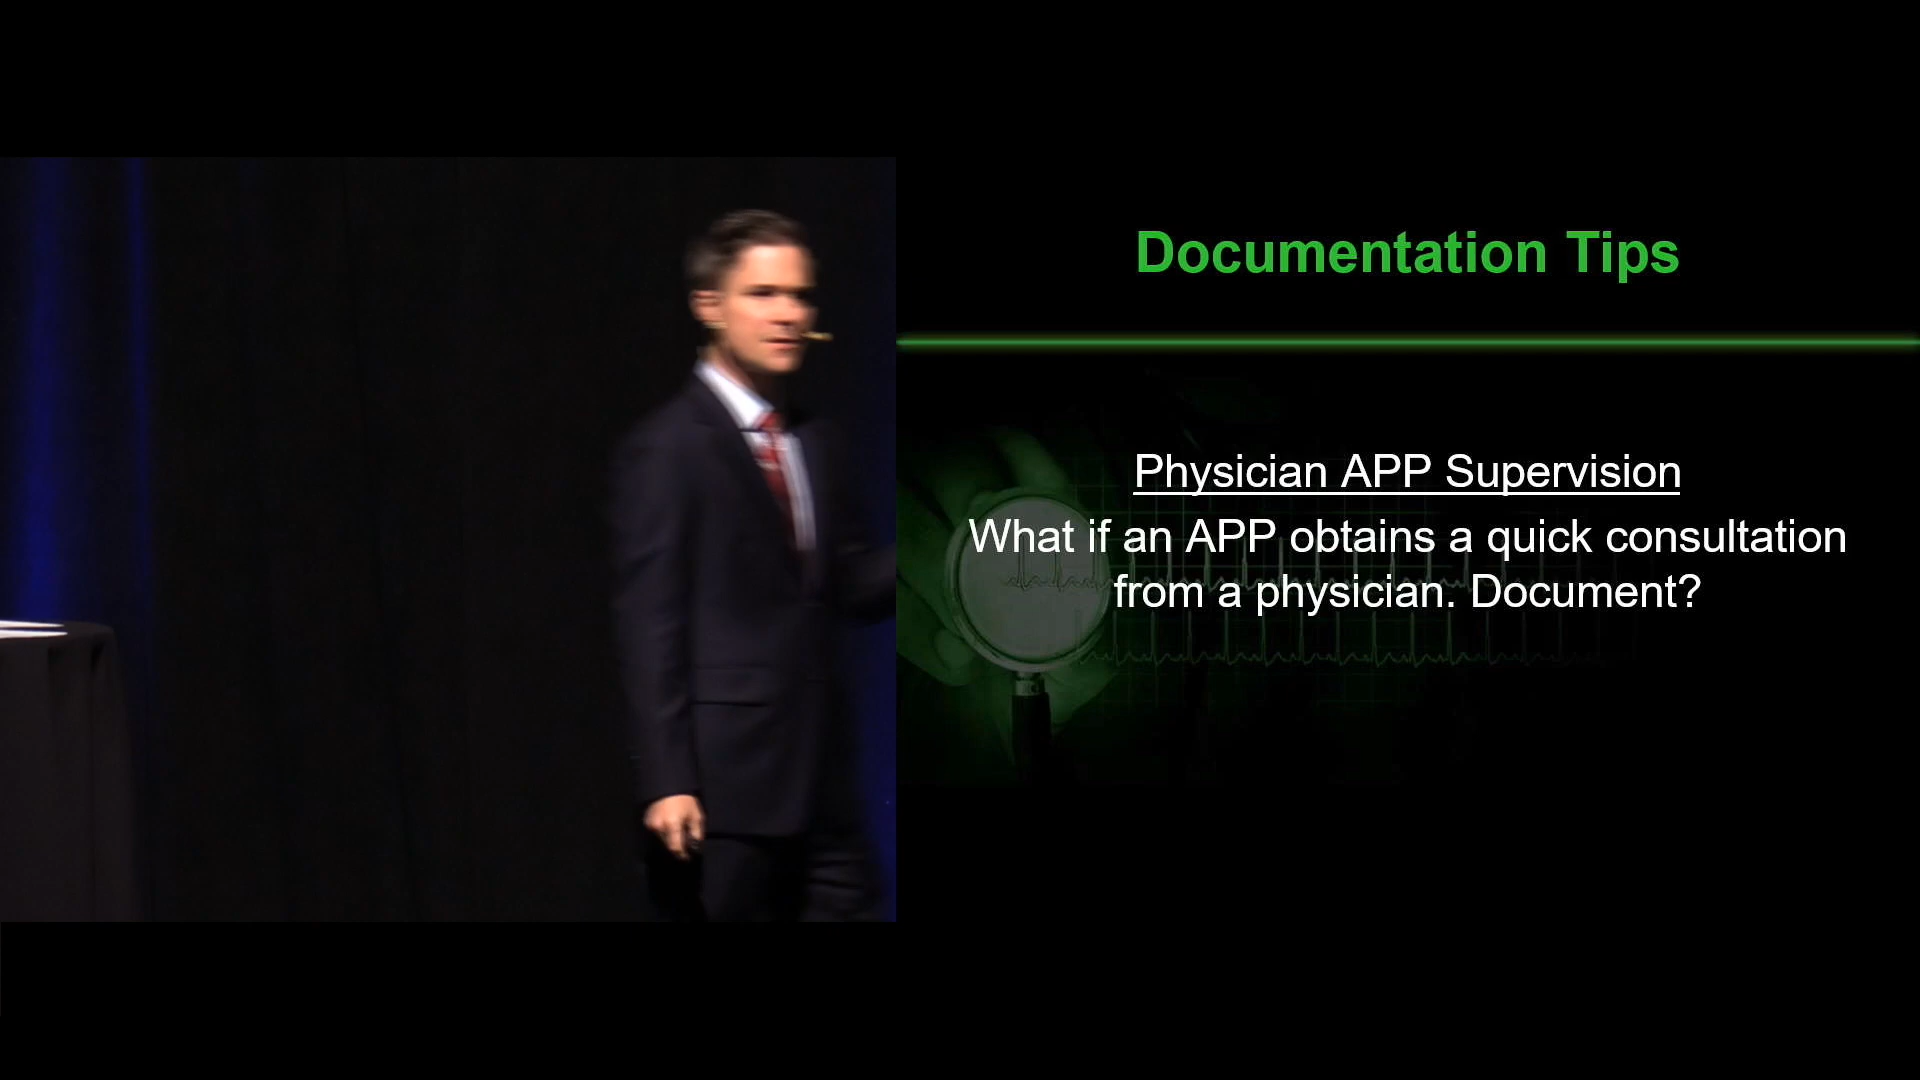 Documentation Tips
Physician APP Supervision
What if an APP obtains a quick consultation
from a physician. Document?